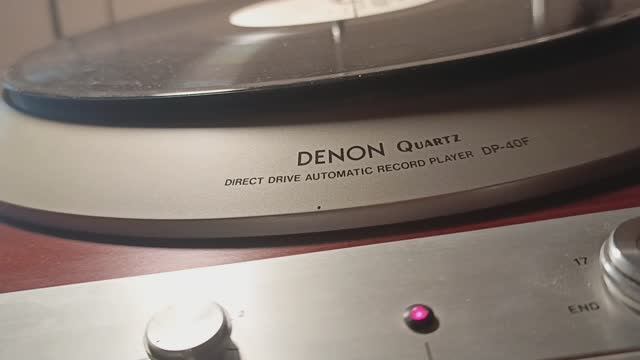 DENON QUARTZ
DIRECT DRIVE AUTOMATIC RECORD PLAYER DP-40F
17
END